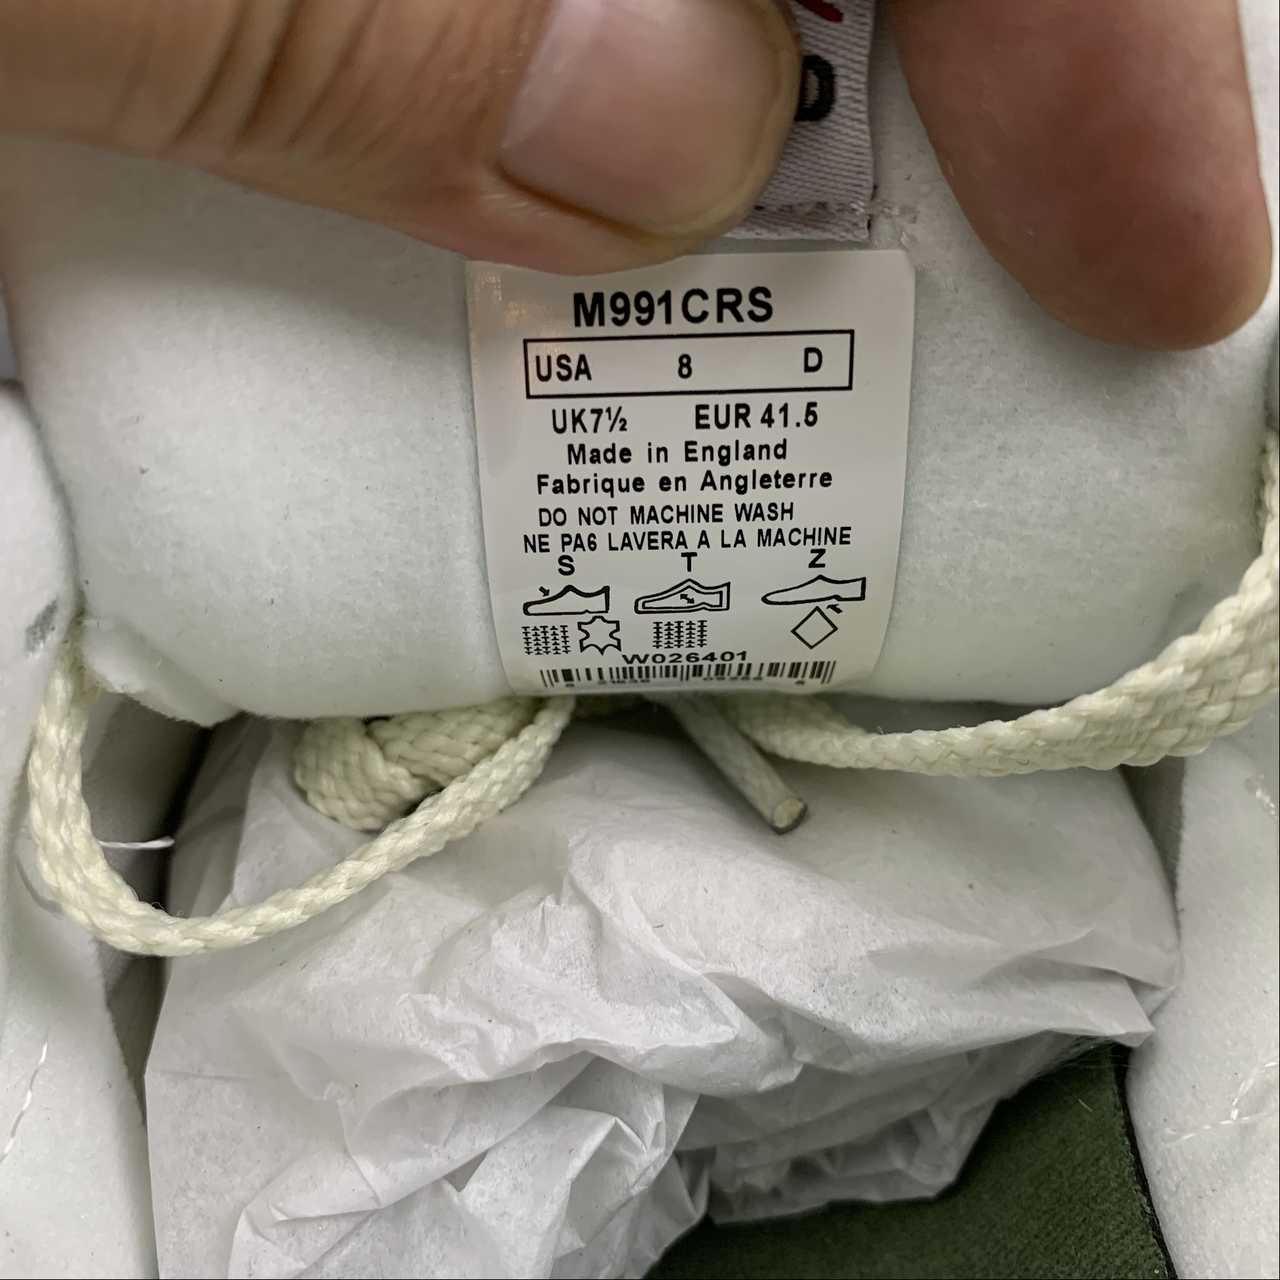 D
M991CRS
USA 8 D
UK7½ EUR 41.5
Made in England
Fabrique en Angleterre
DO NOT MACHINE WASH
NE PA6 LAVERA A LA MACHINE
S T Z
W026401